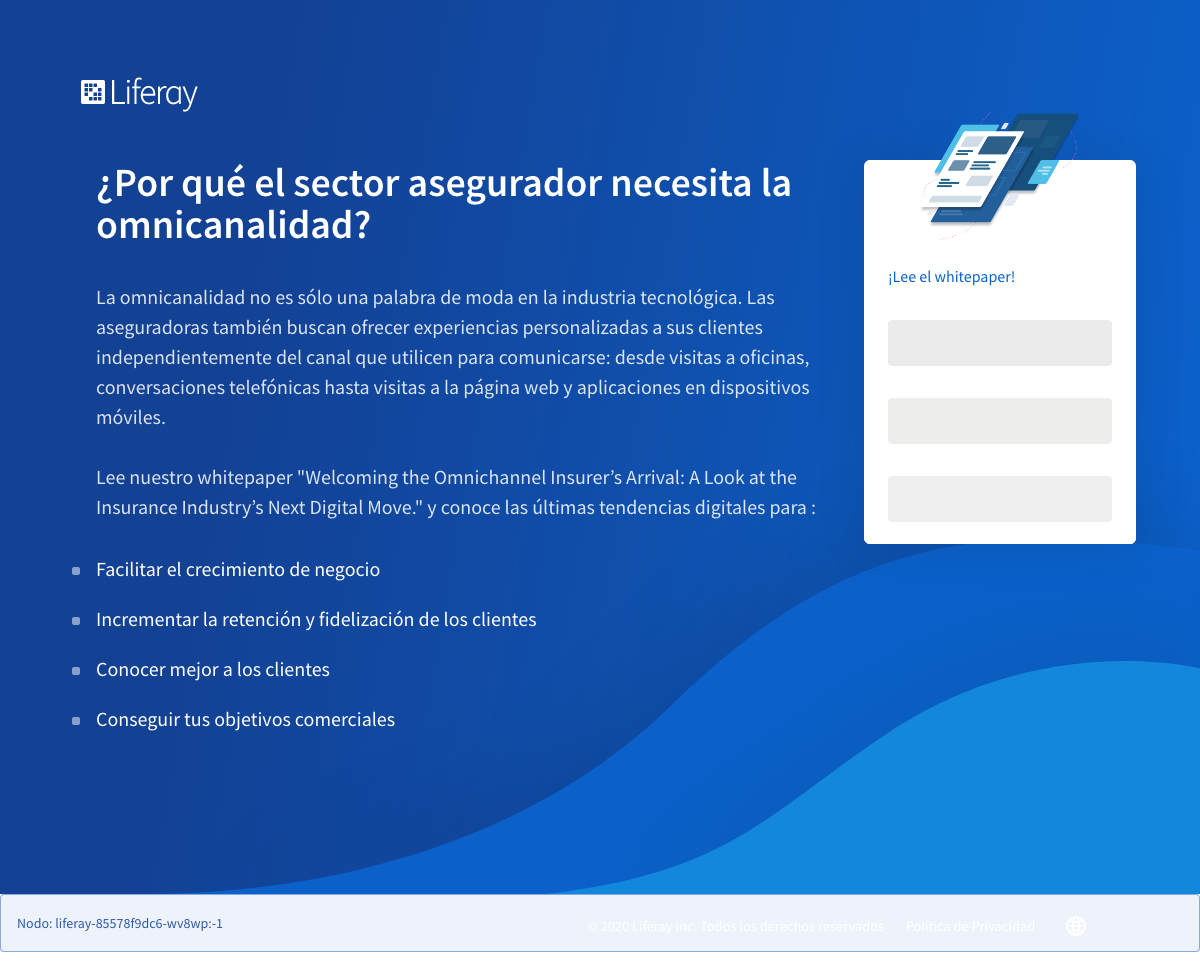 Liferay
¿Por qué el sector asegurador necesita la
omnicanalidad?
La omnicanalidad no es sólo una palabra de moda en la industria tecnológica. Las
aseguradoras también buscan ofrecer experiencias personalizadas a sus clientes
independientemente del canal que utilicen para comunicarse: desde visitas a oficinas,
conversaciones telefónicas hasta visitas a la página web y aplicaciones en dispositivos
móviles.
Lee nuestro whitepaper "Welcoming the Omnichannel Insurer’s Arrival: A Look at the
Insurance Industry’s Next Digital Move." y conoce las últimas tendencias digitales para :
Facilitar el crecimiento de negocio
Incrementar la retención y fidelización de los clientes
Conocer mejor a los clientes
Conseguir tus objetivos comerciales
¡Lee el whitepaper!
Nodo: liferay-85578f9dc6-wv8wp:-1
© 2020 Liferay Inc. Todos los derechos reservados Política de Privacidad